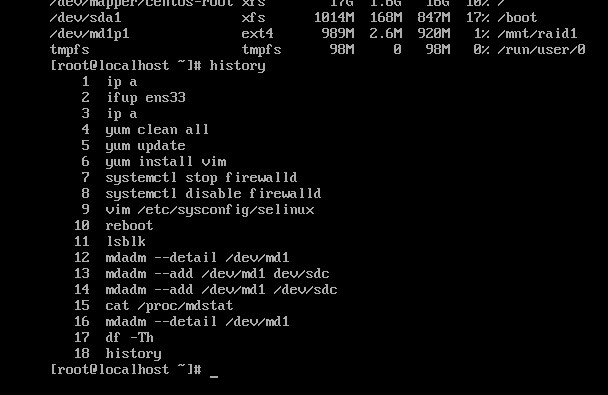 /dev/mapper/centos-root xfs 17G 1.6G 16G 10% /
/dev/sda1 xfs 1014M 168M 847M 17% /boot
/dev/md1p1 ext4 989M 2.6M 920M 1% /mnt/raid1
tmpfs tmpfs 98M 0 98M 0% /run/user/0
[root@localhost ~]# history
1 ip a
2 ifup ens33
3 ip a
4 yum clean all
5 yum update
6 yum install vim
7 systemctl stop firewalld
8 systemctl disable firewalld
9 vim /etc/sysconfig/selinux
10 reboot
11 lsblk
12 mdadm --detail /dev/md1
13 mdadm --add /dev/md1 dev/sdc
14 mdadm --add /dev/md1 /dev/sdc
15 cat /proc/mdstat
16 mdadm --detail /dev/md1
17 df -Th
18 history
[root@localhost ~]# _